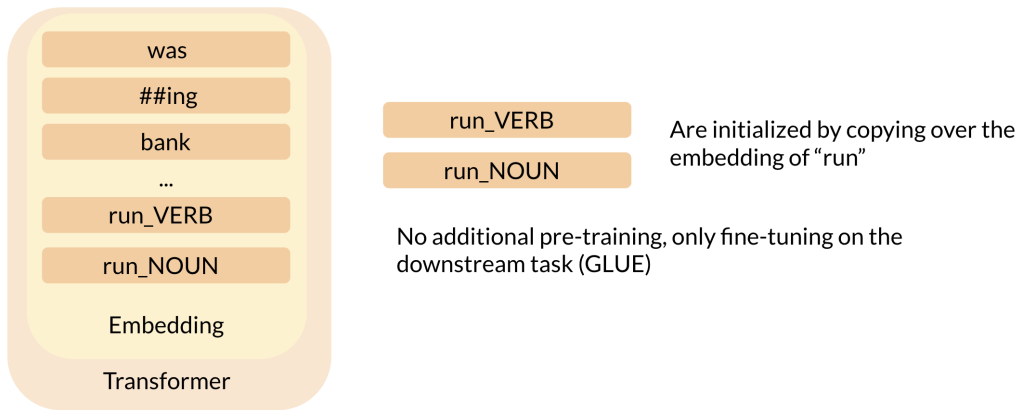 was
##ing
bank
...
run_VERB
run_NOUN
Embedding
Transformer
run_VERB
run_NOUN
Are initialized by copying over the
embedding of “run”
No additional pre-training, only fine-tuning on the
downstream task (GLUE)